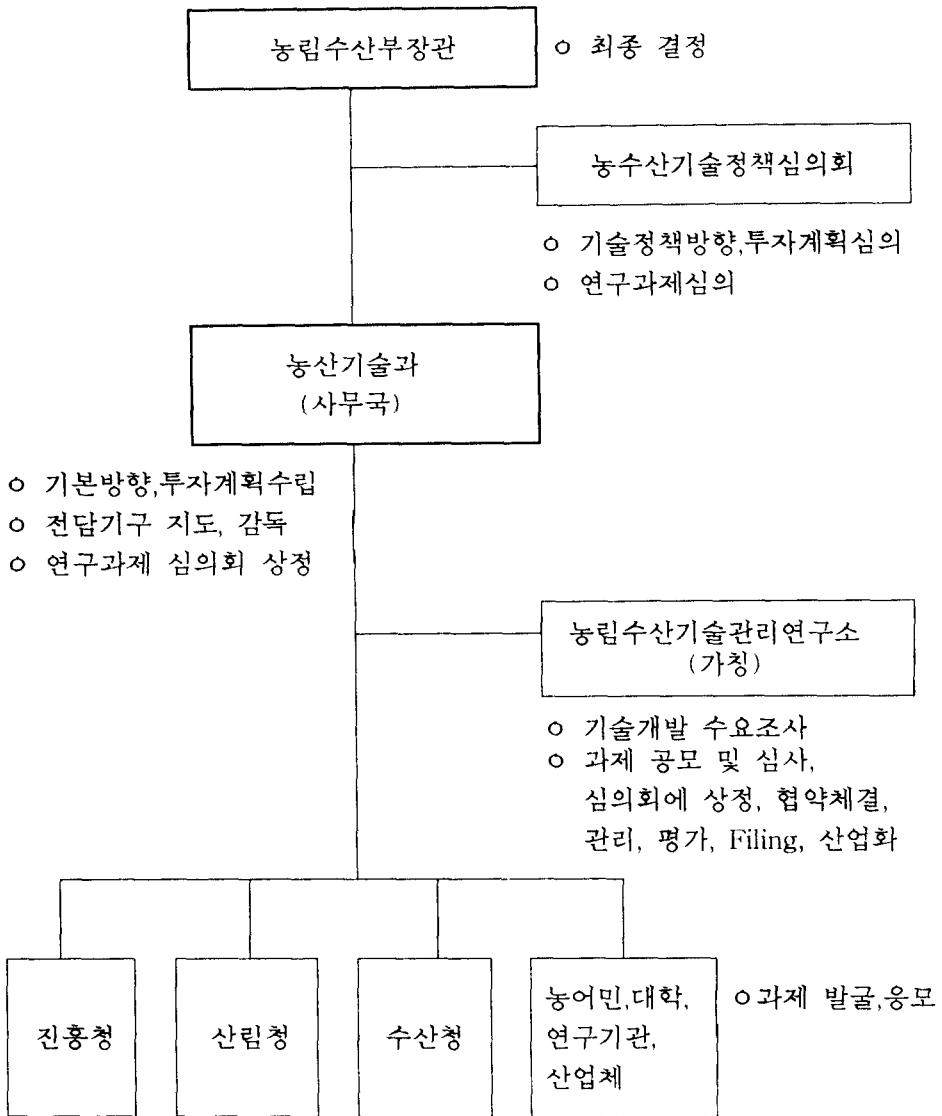 농림수산부장관
ㅇ 최종 결정
농수산기술정책심의회
ㅇ 기술정책방향,투자계획심의
ㅇ 연구과제심의
농산기술과
(사무국)
ㅇ 기본방향,투자계획수립
ㅇ 전담기구 지도, 감독
ㅇ 연구과제 심의회 상정
농림수산기술관리연구소
(가칭)
ㅇ 기술개발 수요조사
ㅇ 과제 공모 및 심사,
심의회에 상정, 협약체결,
관리, 평가, Filing, 산업화
진흥청
산림청
수산청
농어민,대학,
연구기관,
산업체
ㅇ과제 발굴,응모